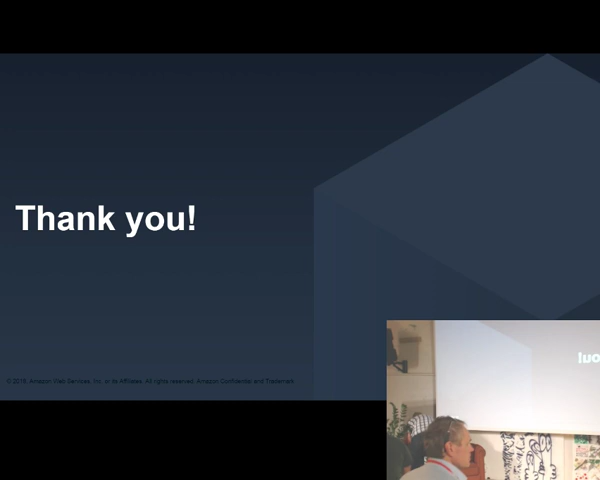 Thank you!
© 2016, Amazon Web Services, Inc. or its Affiliates. All rights reserved. Amazon Confidential and Trademark.